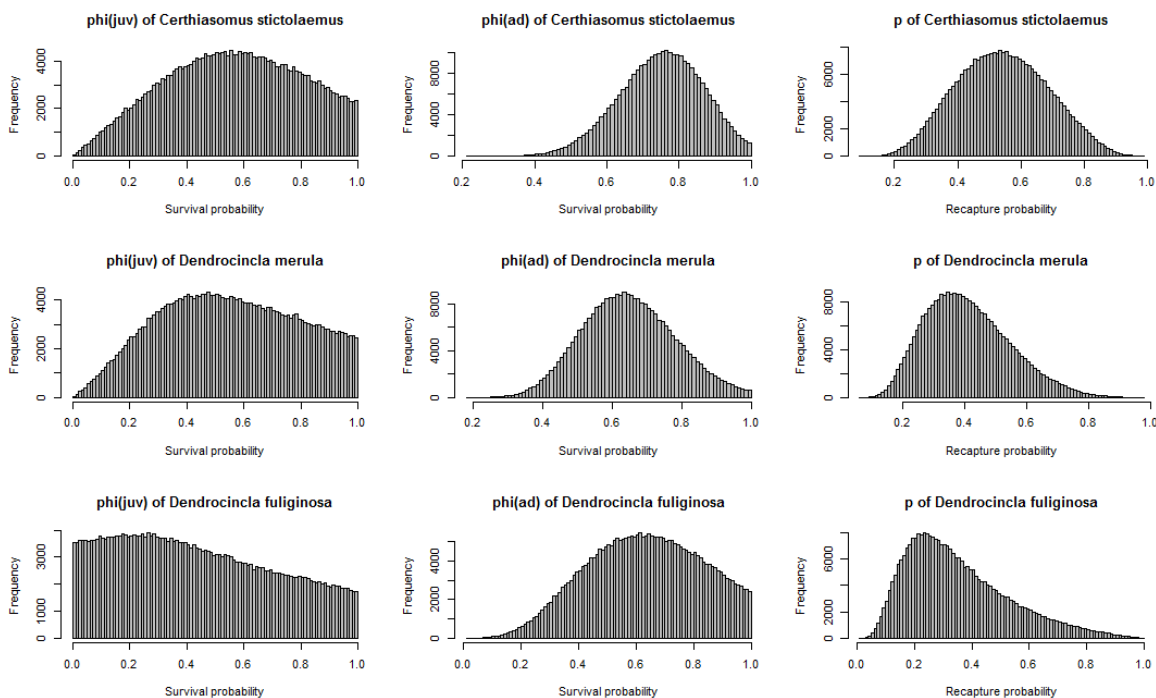 phi(juv) of Certhiasomus stictolaemus
Frequency
0 2000 4000
0.0 0.2 0.4 0.6 0.8 1.0
Survival probability
phi(ad) of Certhiasomus stictolaemus
Frequency
0 4000 10000
0.2 0.4 0.6 0.8 1.0
Survival probability
p of Certhiasomus stictolaemus
Frequency
0 2000 6000
0.2 0.4 0.6 0.8 1.0
Recapture probability
phi(juv) of Dendrocincla merula
Frequency
0 2000 4000
0.0 0.2 0.4 0.6 0.8 1.0
Survival probability
phi(ad) of Dendrocincla merula
Frequency
0 4000 8000
0.2 0.4 0.6 0.8 1.0
Survival probability
p of Dendrocincla merula
Frequency
0 4000 8000
0.2 0.4 0.6 0.8 1.0
Recapture probability
phi(juv) of Dendrocincla fuliginosa
Frequency
0 1000 3000
0.0 0.2 0.4 0.6 0.8 1.0
Survival probability
phi(ad) of Dendrocincla fuliginosa
Frequency
0 2000 4000
0.0 0.2 0.4 0.6 0.8 1.0
Survival probability
p of Dendrocincla fuliginosa
Frequency
0 2000 6000
0.0 0.2 0.4 0.6 0.8 1.0
Recapture probability